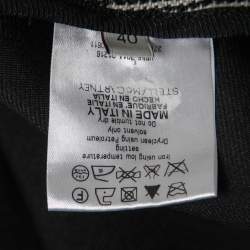 40
STELLA McCARTNEY
HECHO EN ITALIA
FABRIQUE EN ITALIE
MADE IN ITALY
Do not tumble dry
solvent only
Dryclean using Petroleum
setting
Iron using low temperature
F